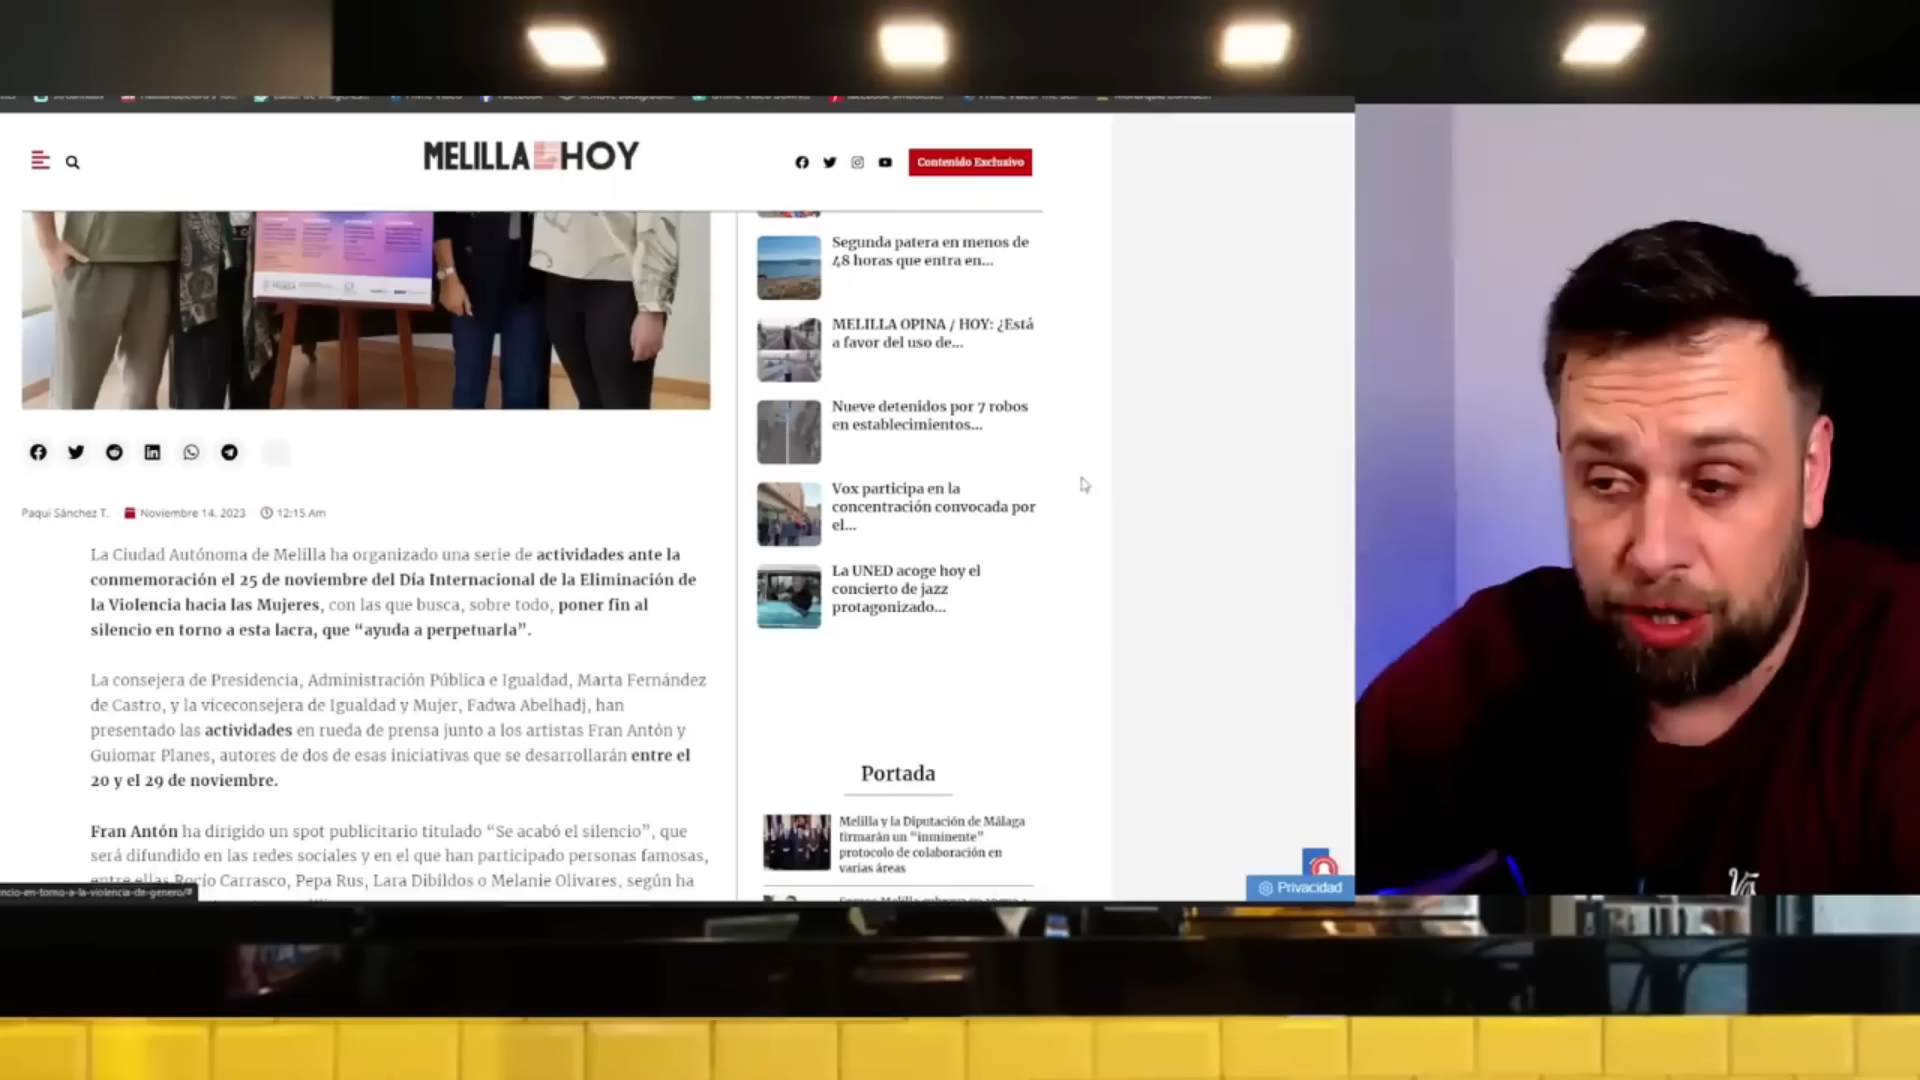 MELILLA HOY
Contenido Exclusivo
Segunda patera en menos de
48 horas que entra en...
MELILLA OPINA / HOY: ¿Está
a favor del uso de...
Nueve detenidos por 7 robos
en establecimientos...
Vox participa en la
concentración convocada por
el...
La UNED acoge hoy el
concierto de jazz
protagonizado...
Paqui Sánchez T. Noviembre 14, 2023 12:15 Am
La Ciudad Autónoma de Melilla ha organizado una serie de actividades ante la
conmemoración el 25 de noviembre del Día Internacional de la Eliminación de
la Violencia hacia las Mujeres, con las que busca, sobre todo, poner fin al
silencio en torno a esta lacra, que “ayuda a perpetuarla”.
La consejera de Presidencia, Administración Pública e Igualdad, Marta Fernández
de Castro, y la viceconsejera de Igualdad y Mujer, Fadwa Abelhadj, han
presentado las actividades en rueda de prensa junto a los artistas Fran Antón y
Guiomar Planes, autores de dos de esas iniciativas que se desarrollarán entre el
20 y el 29 de noviembre.
Fran Antón ha dirigido un spot publicitario titulado “Se acabó el silencio”, que
será difundido en las redes sociales y en el que han participado personas famosas,
entre ellas Rocío Carrasco, Pepa Rus, Lara Dibildos o Melanie Olivares, según ha
ncio-en-torno-a-la-violencia-de-genero/#
Portada
Melilla y la Diputación de Málaga
firmarán un “inminente”
protocolo de colaboración en
varias áreas
Privacidad